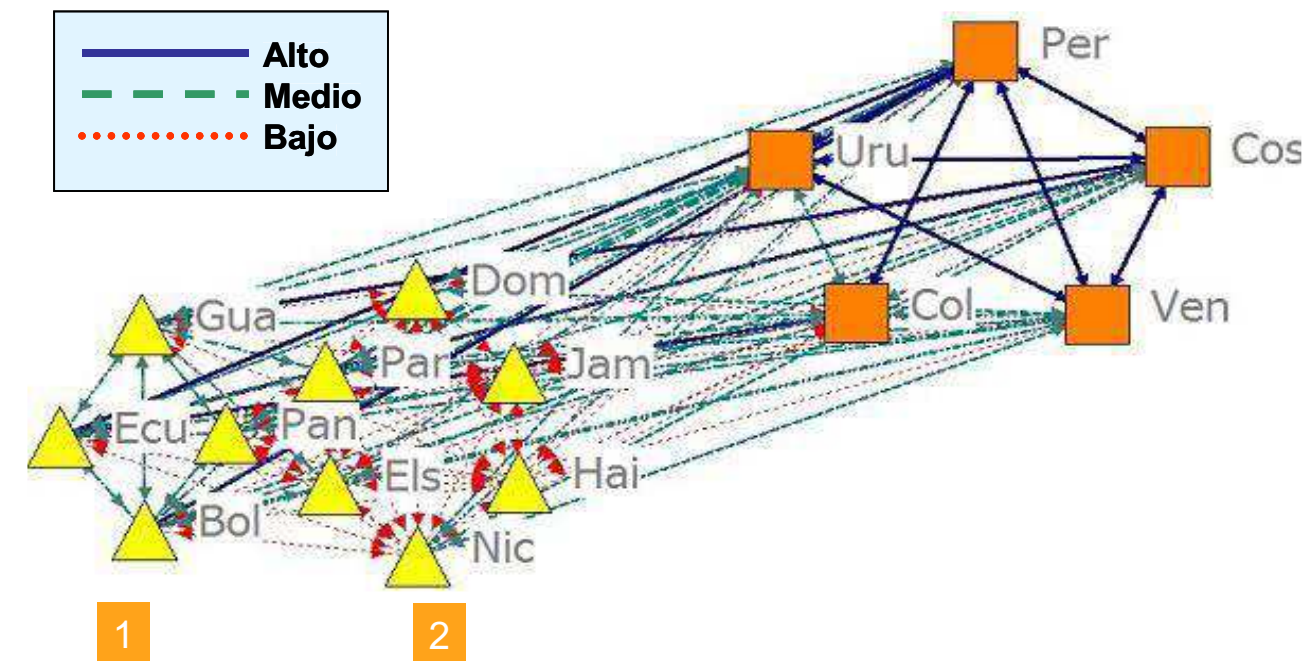 Alto
Medio
Bajo
Per
Uru
Cos
Dom
Gua
Col
Ven
Par
Jam
Ecu
Pan
Els
Hai
Bol
Nic
1
2